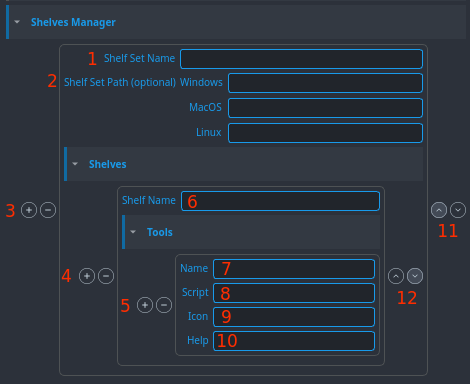 Shelves Manager
1 Shelf Set Name
2 Shelf Set Path (optional) Windows
MacOS
Linux
Shelves
Shelf Name 6
3 + −
11
Tools
Name 7
4 + −
12
Script 8
5 + −
Icon 9
Help 10